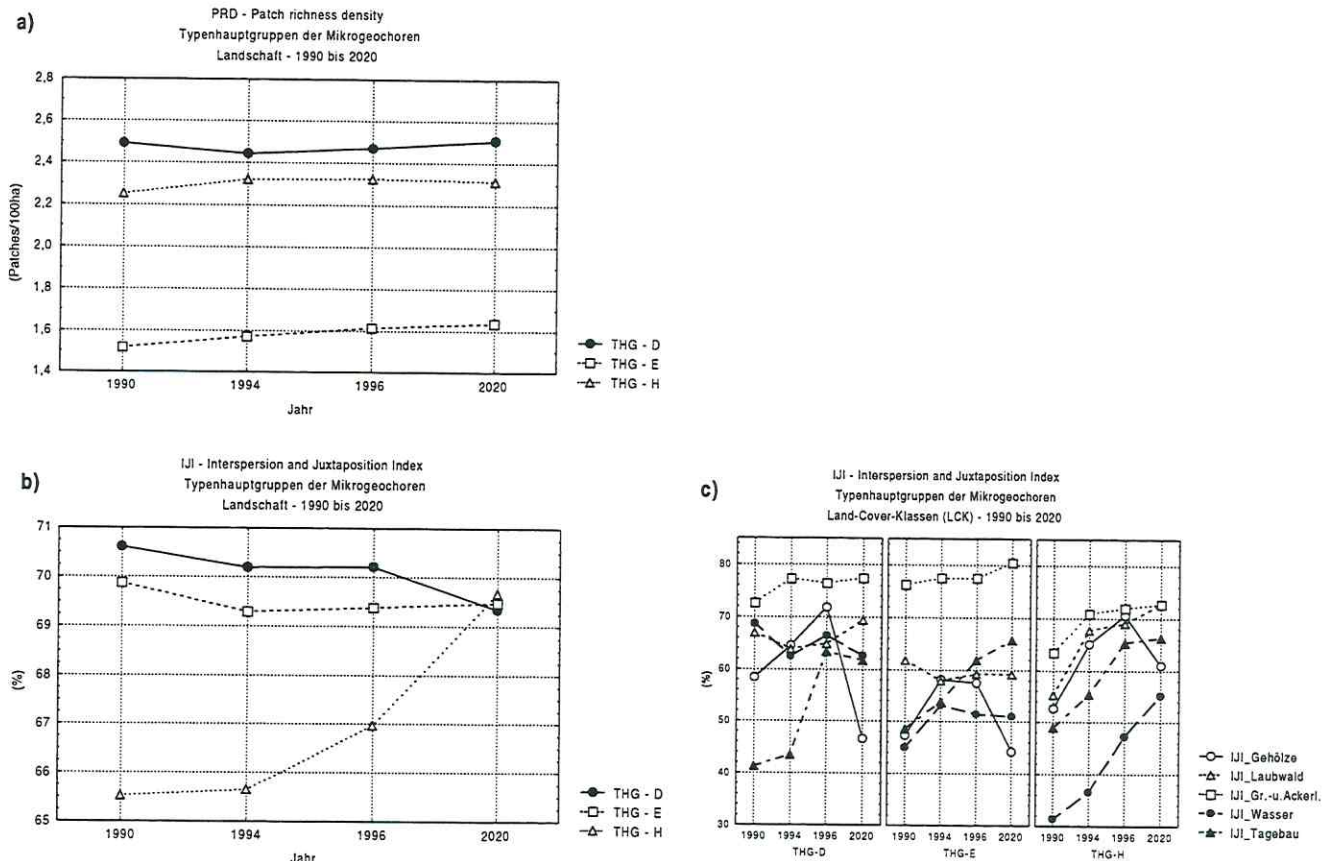 a)
PRD - Patch richness density
Typenhauptgruppen der Mikrogeochoren
Landschaft - 1990 bis 2020
2,8
2,6
2,4
2,2
2,0
1,8
1,6
1,4
(Patches/100ha)
1990 1994 1996 2020
Jahr
THG - D
THG - E
THG - H
b)
IJI - Interspersion and Juxtaposition Index
Typenhauptgruppen der Mikrogeochoren
Landschaft - 1990 bis 2020
71
70
69
68
67
66
65
(%)
1990 1994 1996 2020
Jahr
THG - D
THG - E
THG - H
c)
IJI - Interspersion and Juxtaposition Index
Typenhauptgruppen der Mikrogeochoren
Land-Cover-Klassen (LCK) - 1990 bis 2020
80
70
60
50
40
30
(%)
1990 1994 1996 2020 1990 1994 1996 2020 1990 1994 1996 2020
THG-D THG-E THG-H
IJI_Gehölze
IJI_Laubwald
IJI_Gr.-u.Ackerl.
IJI_Wasser
IJI_Tagebau